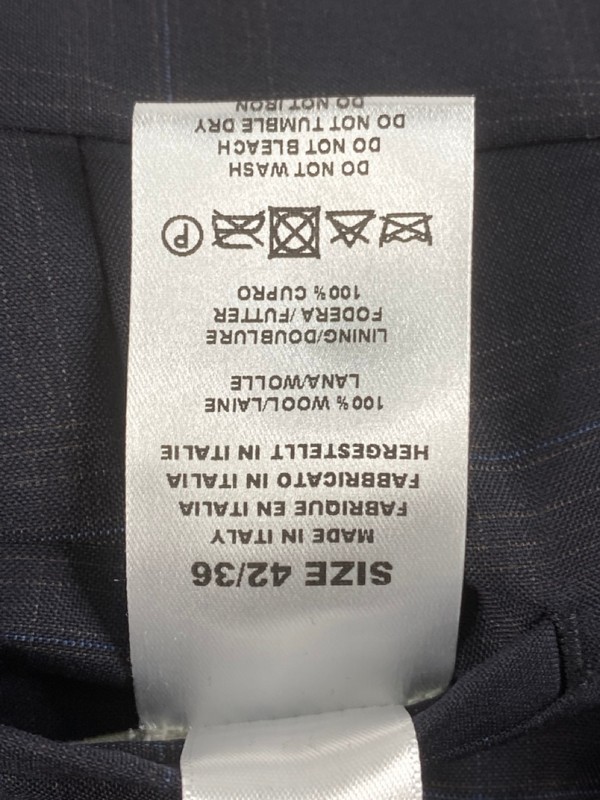 SIZE 42/36
MADE IN ITALY
FABRIQUE EN ITALIA
FABBRICATO IN ITALIA
HERGESTELLT IN ITALIE
100% WOOL/LAINE
LANA/WOLLE
LINING/DOUBLURE
FODERA/FUTTER
100% CUPRO
P
DO NOT WASH
DO NOT BLEACH
DO NOT TUMBLE DRY
DO NOT IRON